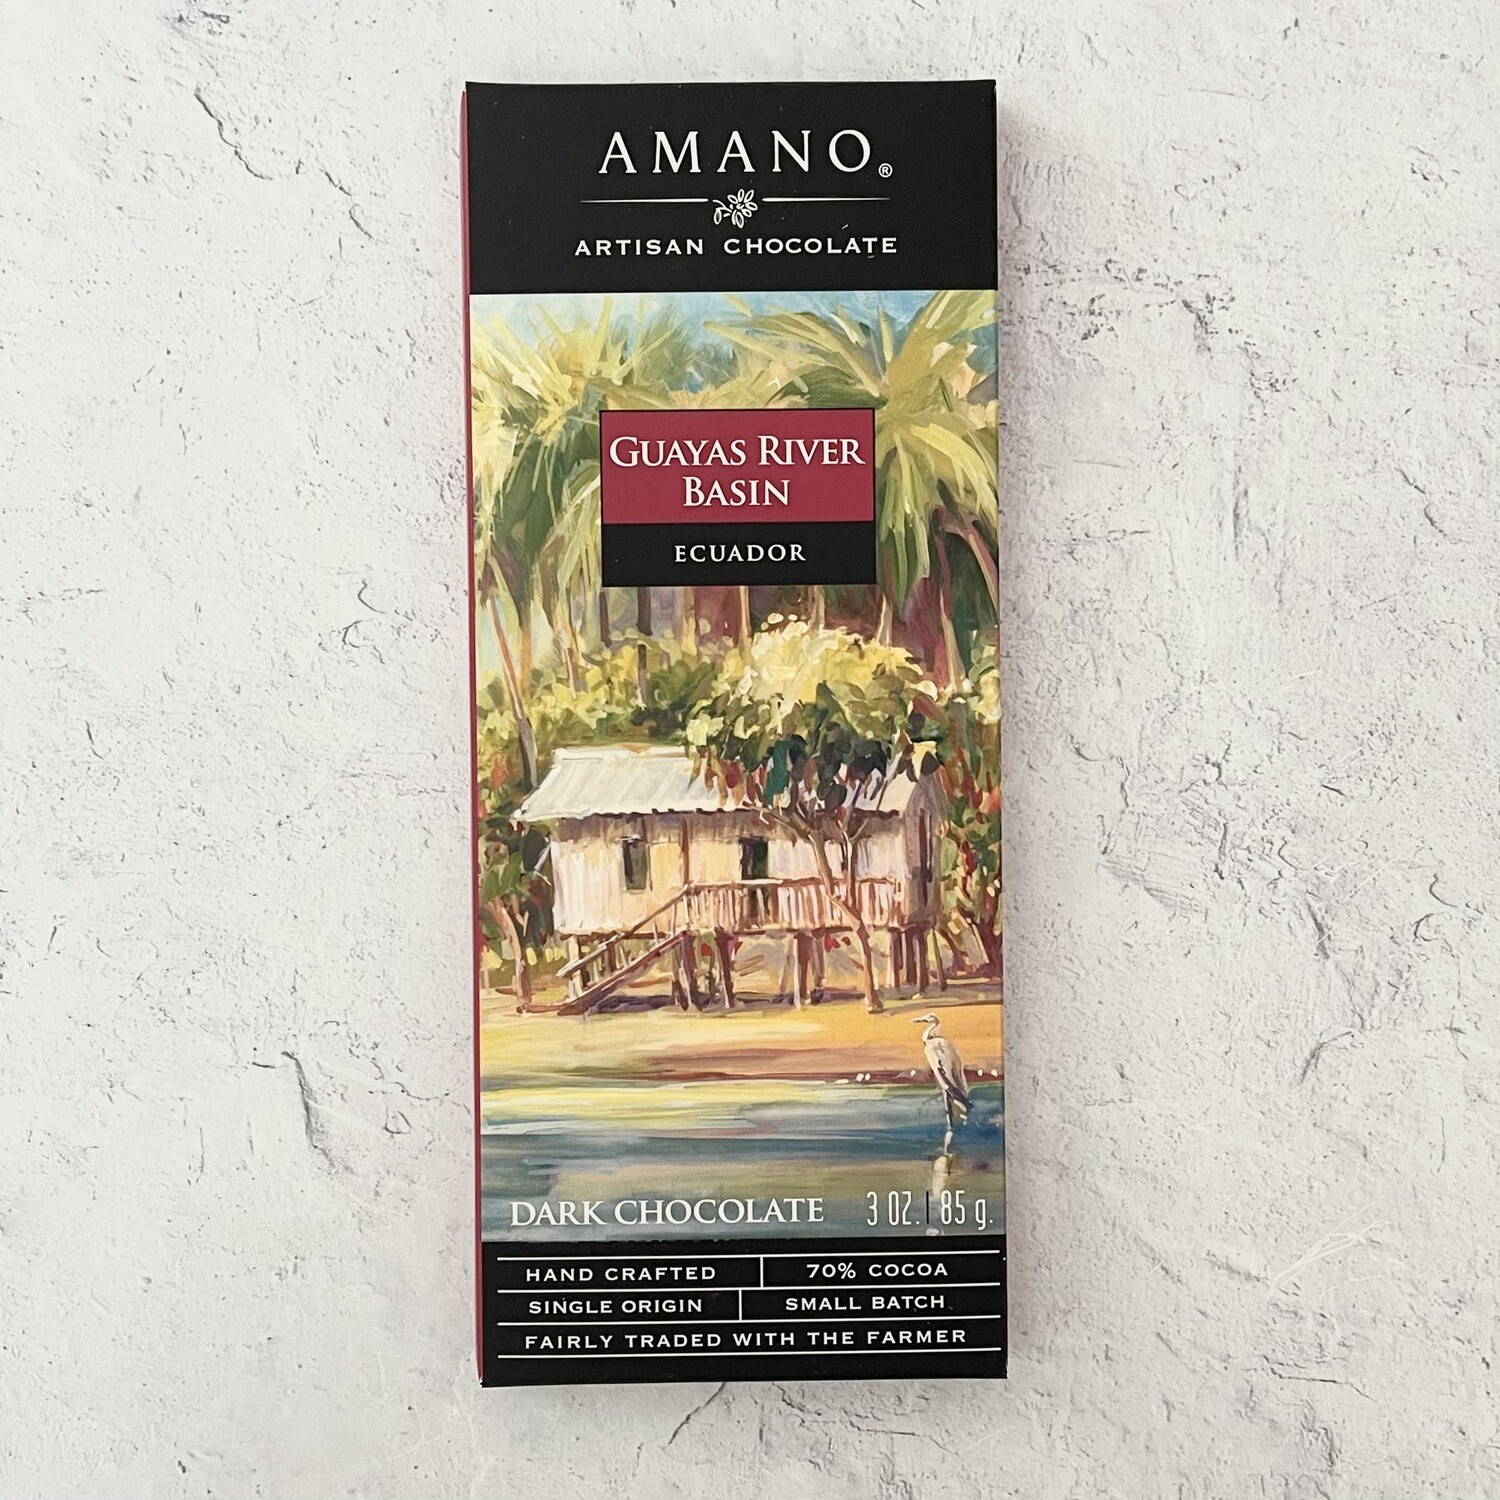 AMANO®
ARTISAN CHOCOLATE
GUAYAS RIVER
BASIN
ECUADOR
DARK CHOCOLATE 3 OZ. | 85 g.
HAND CRAFTED | 70% COCOA
SINGLE ORIGIN | SMALL BATCH
FAIRLY TRADED WITH THE FARMER